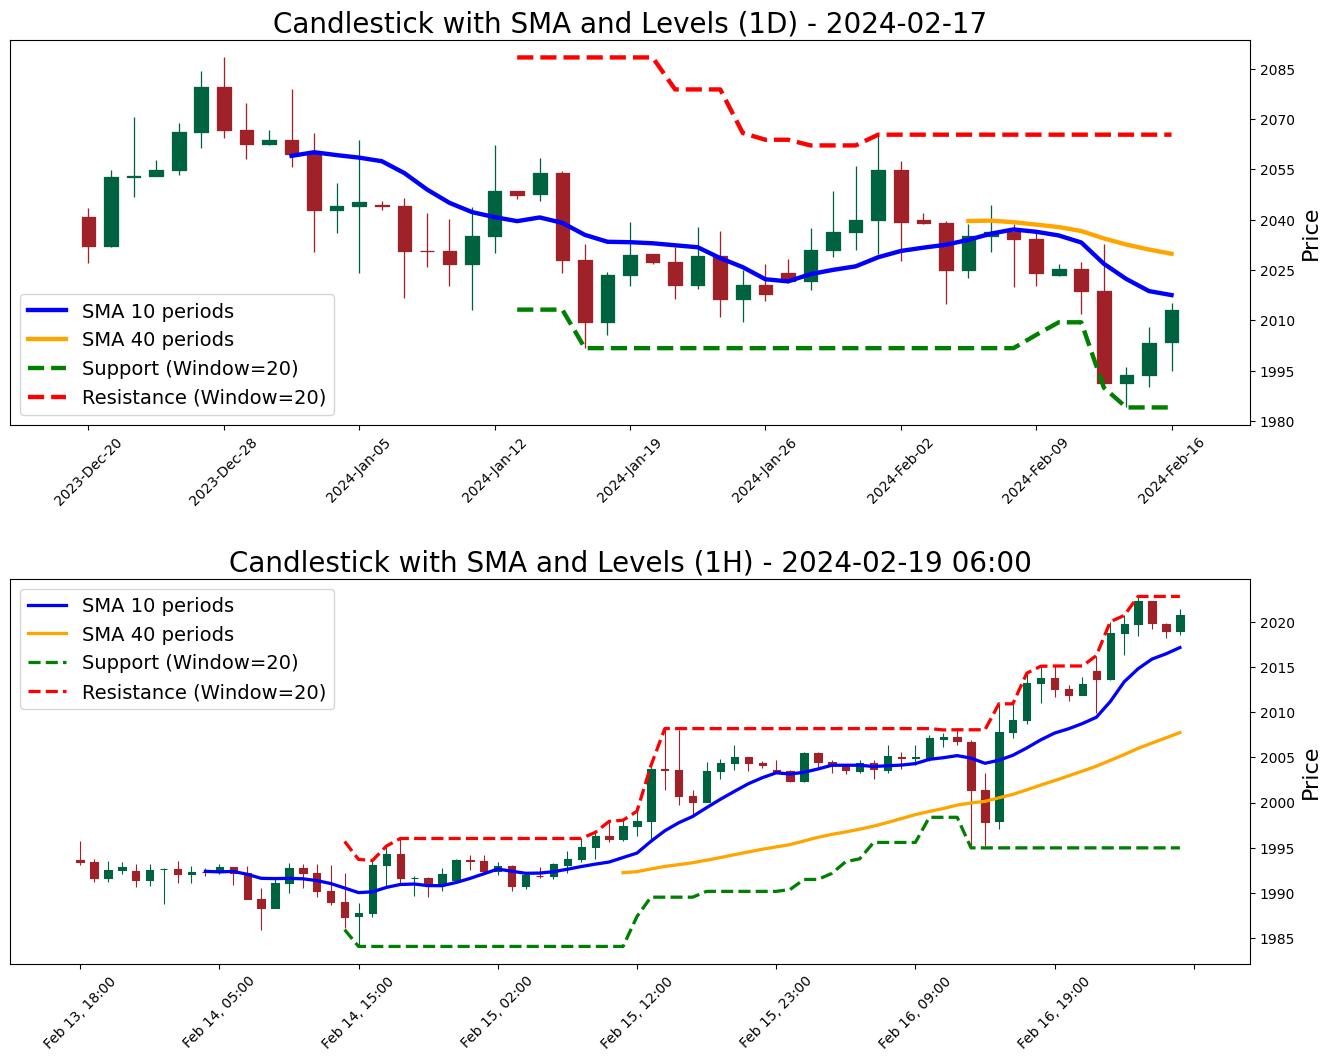 Candlestick with SMA and Levels (1D) - 2024-02-17
2085
2070
2055
2040
2025
2010
1995
1980
Price
SMA 10 periods
SMA 40 periods
Support (Window=20)
Resistance (Window=20)
2023-Dec-20
2023-Dec-28
2024-Jan-05
2024-Jan-12
2024-Jan-19
2024-Jan-26
2024-Feb-02
2024-Feb-09
2024-Feb-16
Candlestick with SMA and Levels (1H) - 2024-02-19 06:00
SMA 10 periods
SMA 40 periods
Support (Window=20)
Resistance (Window=20)
2020
2015
2010
2005
2000
1995
1990
1985
Price
Feb 13, 18:00
Feb 14, 05:00
Feb 14, 15:00
Feb 15, 02:00
Feb 15, 12:00
Feb 15, 23:00
Feb 16, 09:00
Feb 16, 19:00